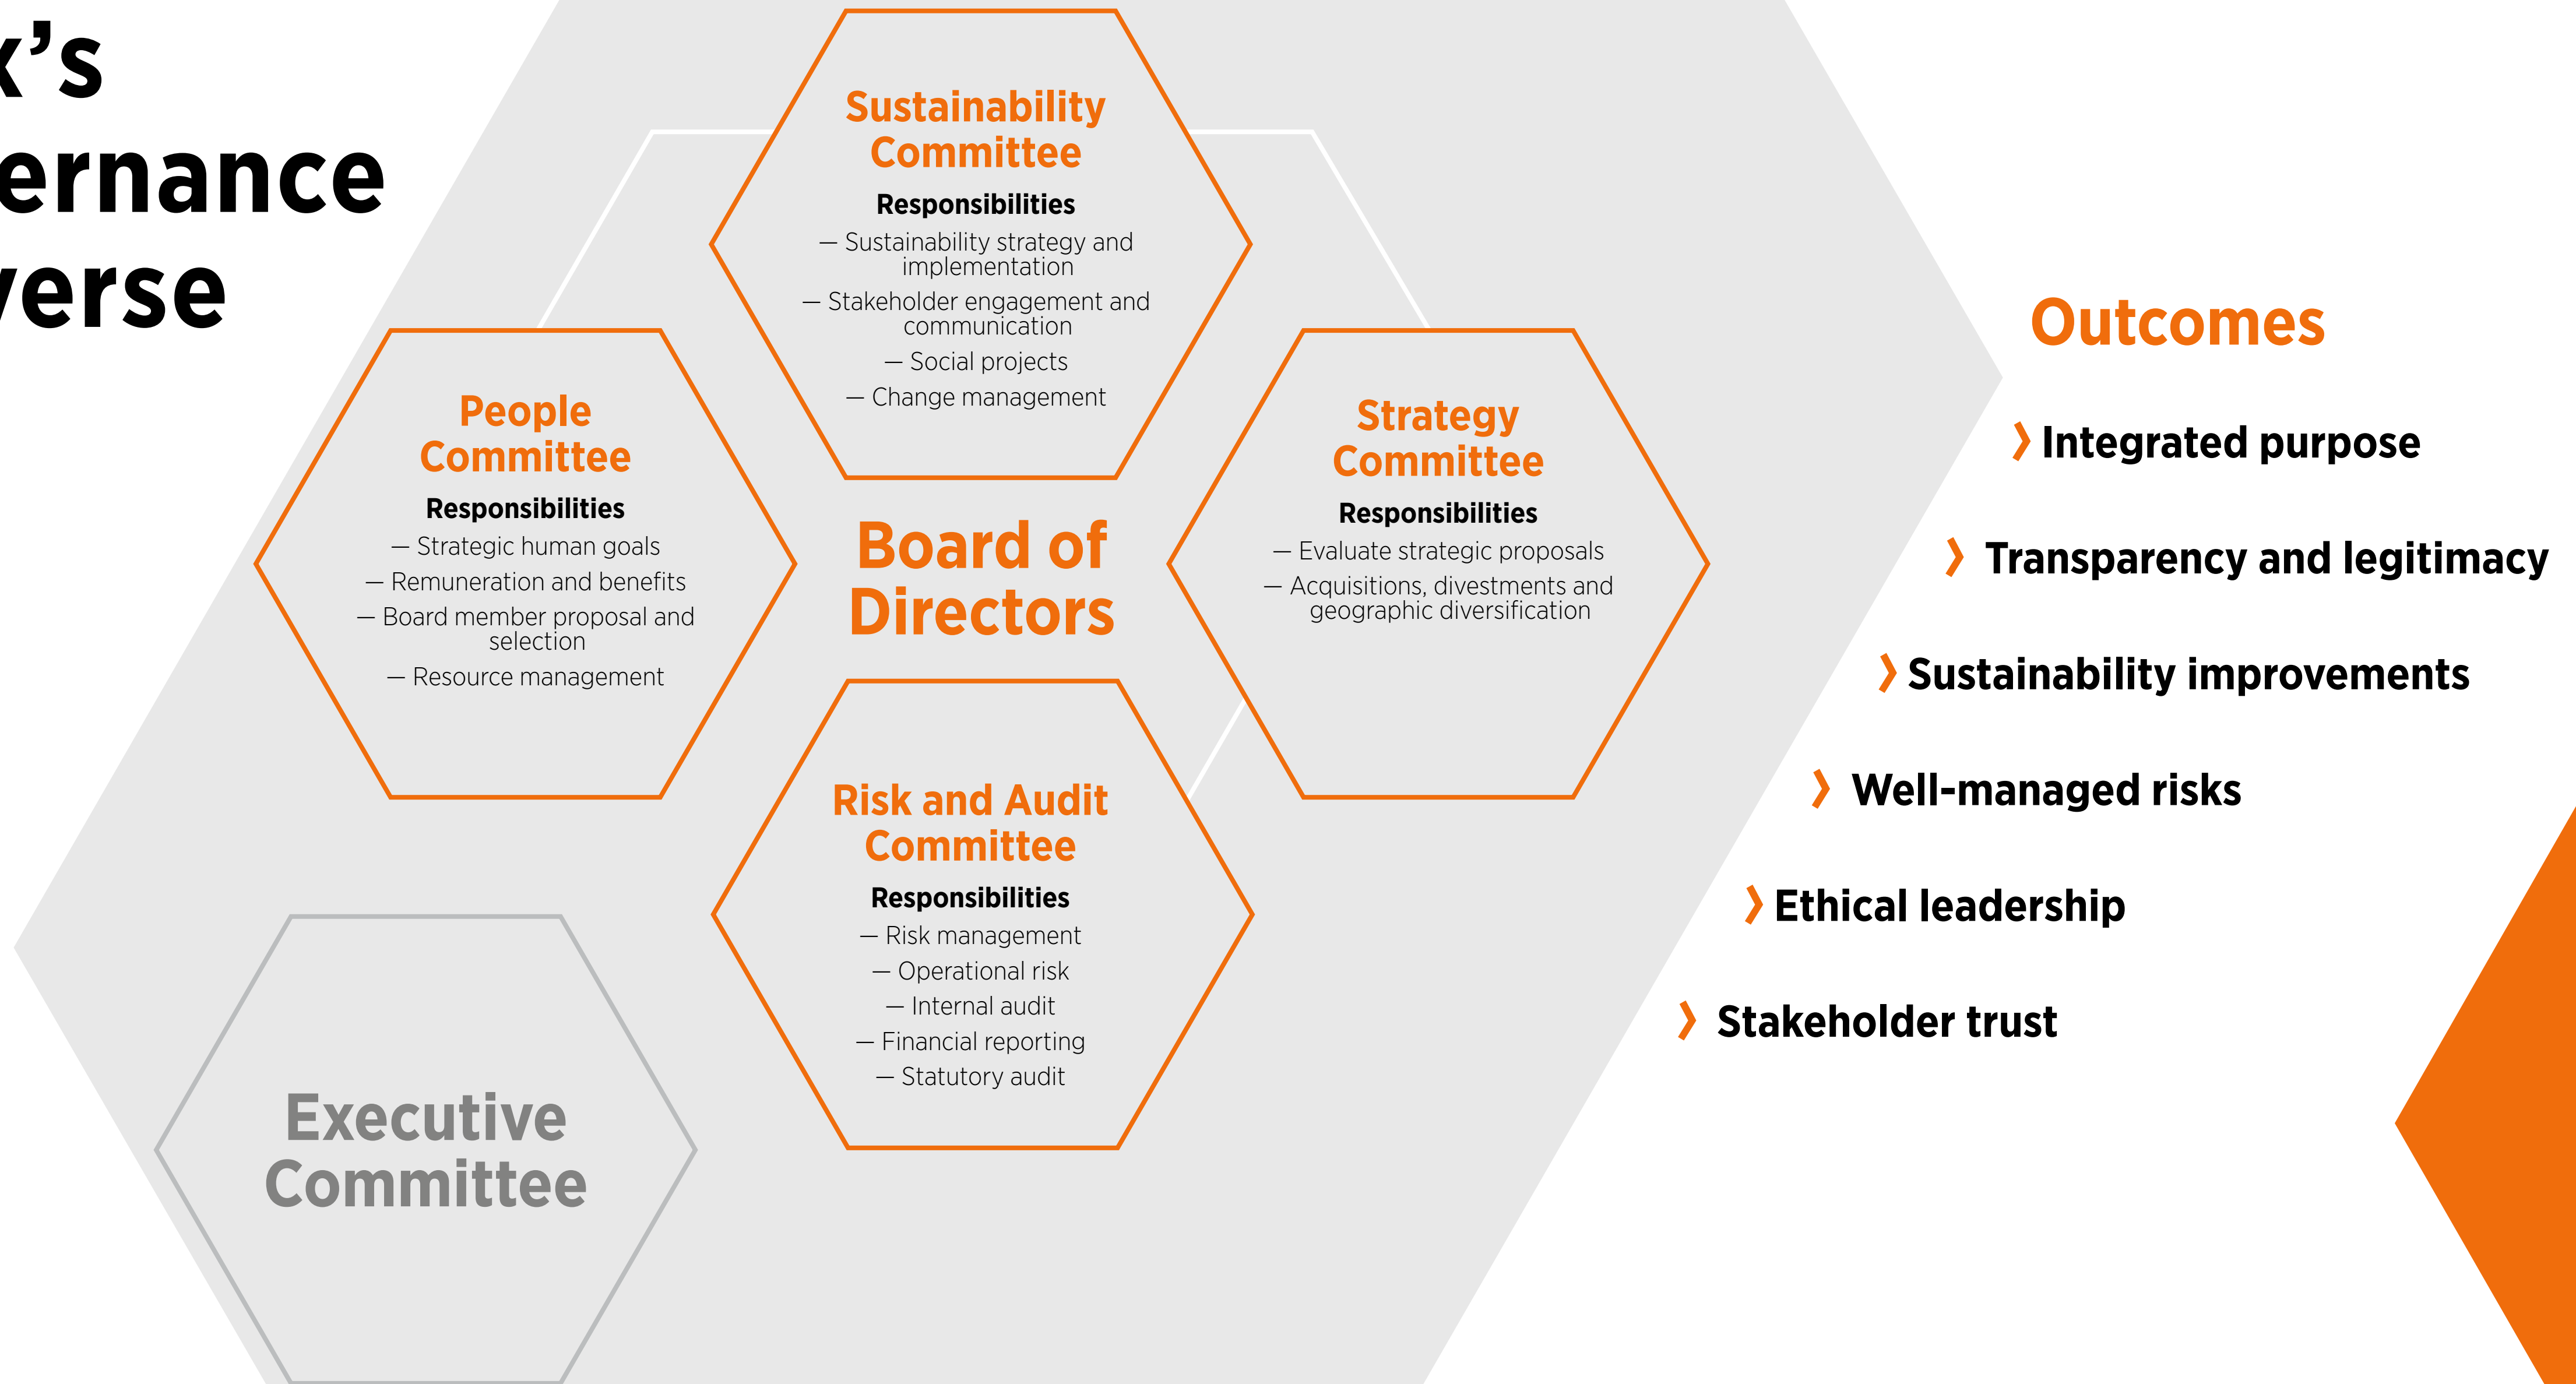 x’s
ernance
verse
Sustainability
Committee
Responsibilities
— Sustainability strategy and
implementation
— Stakeholder engagement and
communication
— Social projects
— Change management
People
Committee
Responsibilities
— Strategic human goals
— Remuneration and benefits
— Board member proposal and
selection
— Resource management
Board of
Directors
Strategy
Committee
Responsibilities
— Evaluate strategic proposals
— Acquisitions, divestments and
geographic diversification
Risk and Audit
Committee
Responsibilities
— Risk management
— Operational risk
— Internal audit
— Financial reporting
— Statutory audit
Executive
Committee
Outcomes
Integrated purpose
Transparency and legitimacy
Sustainability improvements
Well-managed risks
Ethical leadership
Stakeholder trust